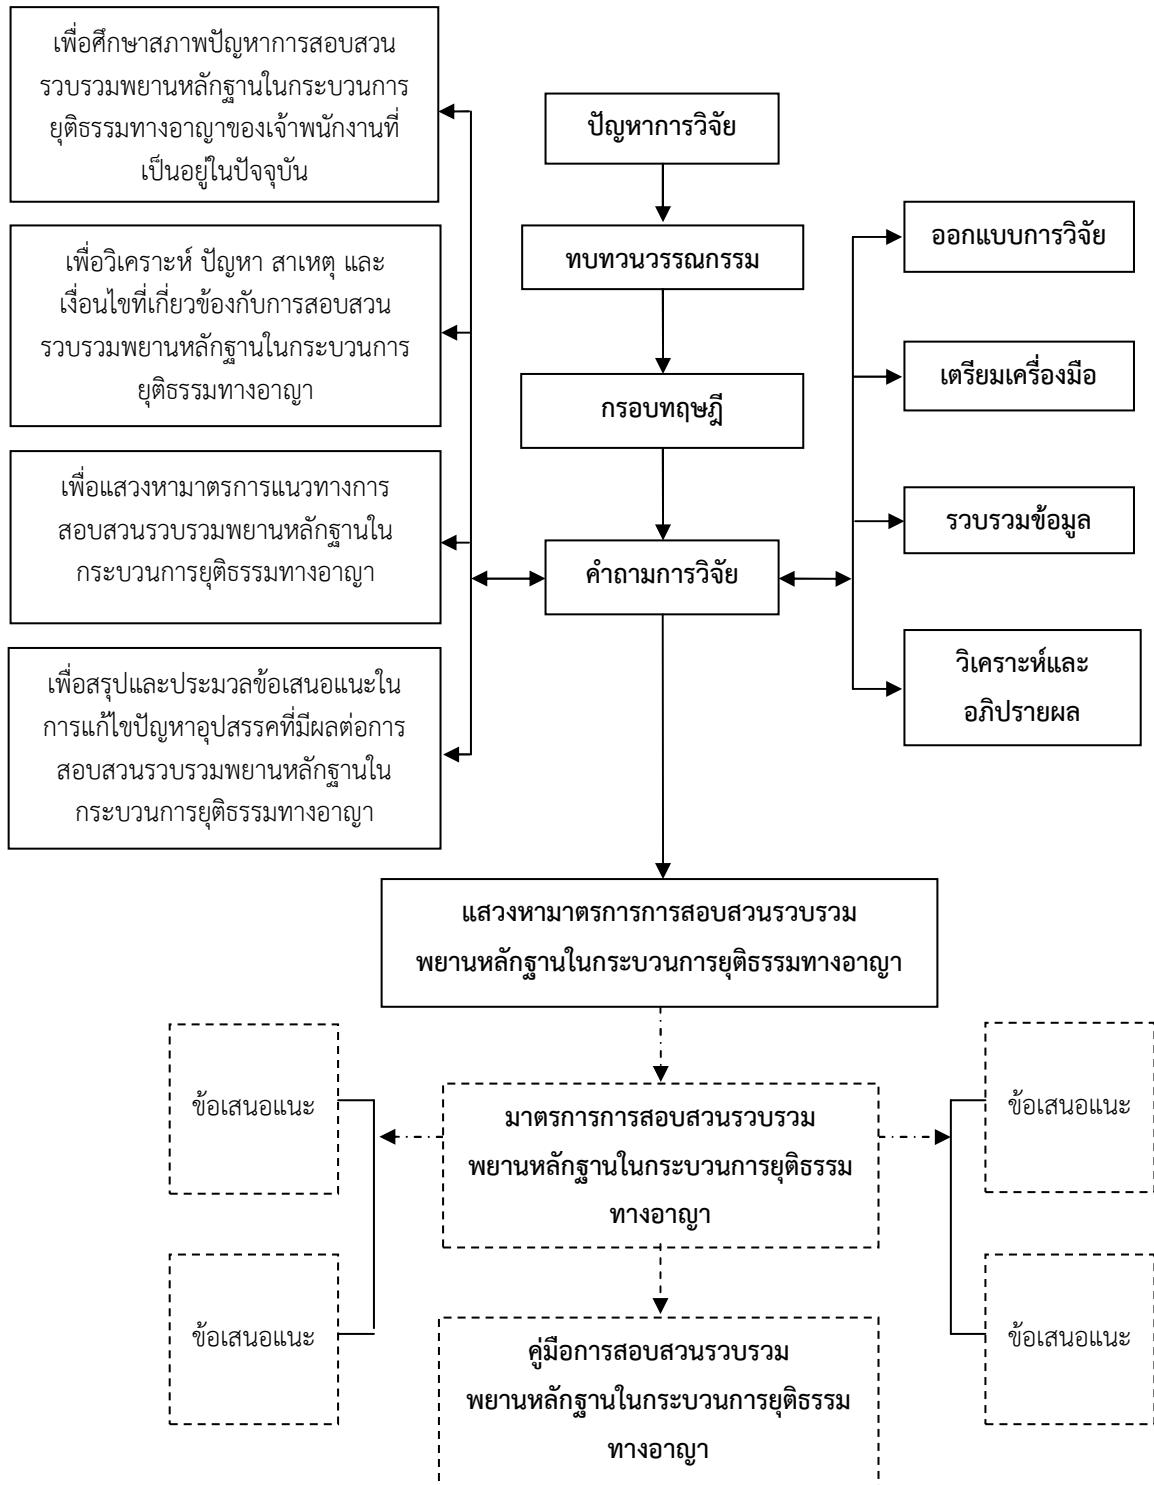 เพื่อศึกษาสภาพปัญหาการสอบสวน
รวบรวมพยานหลักฐานในกระบวนการ
ยุติธรรมทางอาญาของเจ้าพนักงานที่
เป็นอยู่ในปัจจุบัน
เพื่อวิเคราะห์ ปัญหา สาเหตุ และ
เงื่อนไขที่เกี่ยวข้องกับการสอบสวน
รวบรวมพยานหลักฐานในกระบวนการ
ยุติธรรมทางอาญา
เพื่อแสวงหามาตรการแนวทางการ
สอบสวนรวบรวมพยานหลักฐานใน
กระบวนการยุติธรรมทางอาญา
เพื่อสรุปและประมวลข้อเสนอแนะใน
การแก้ไขปัญหาอุปสรรคที่มีผลต่อการ
สอบสวนรวบรวมพยานหลักฐานใน
กระบวนการยุติธรรมทางอาญา
ปัญหาการวิจัย
ทบทวนวรรณกรรม
กรอบทฤษฎี
คำถามการวิจัย
ออกแบบการวิจัย
เตรียมเครื่องมือ
รวบรวมข้อมูล
วิเคราะห์และ
อภิปรายผล
แสวงหามาตรการการสอบสวนรวบรวม
พยานหลักฐานในกระบวนการยุติธรรมทางอาญา
ข้อเสนอแนะ
ข้อเสนอแนะ
มาตรการการสอบสวนรวบรวม
พยานหลักฐานในกระบวนการยุติธรรม
ทางอาญา
ข้อเสนอแนะ
ข้อเสนอแนะ
คู่มือการสอบสวนรวบรวม
พยานหลักฐานในกระบวนการยุติธรรม
ทางอาญา